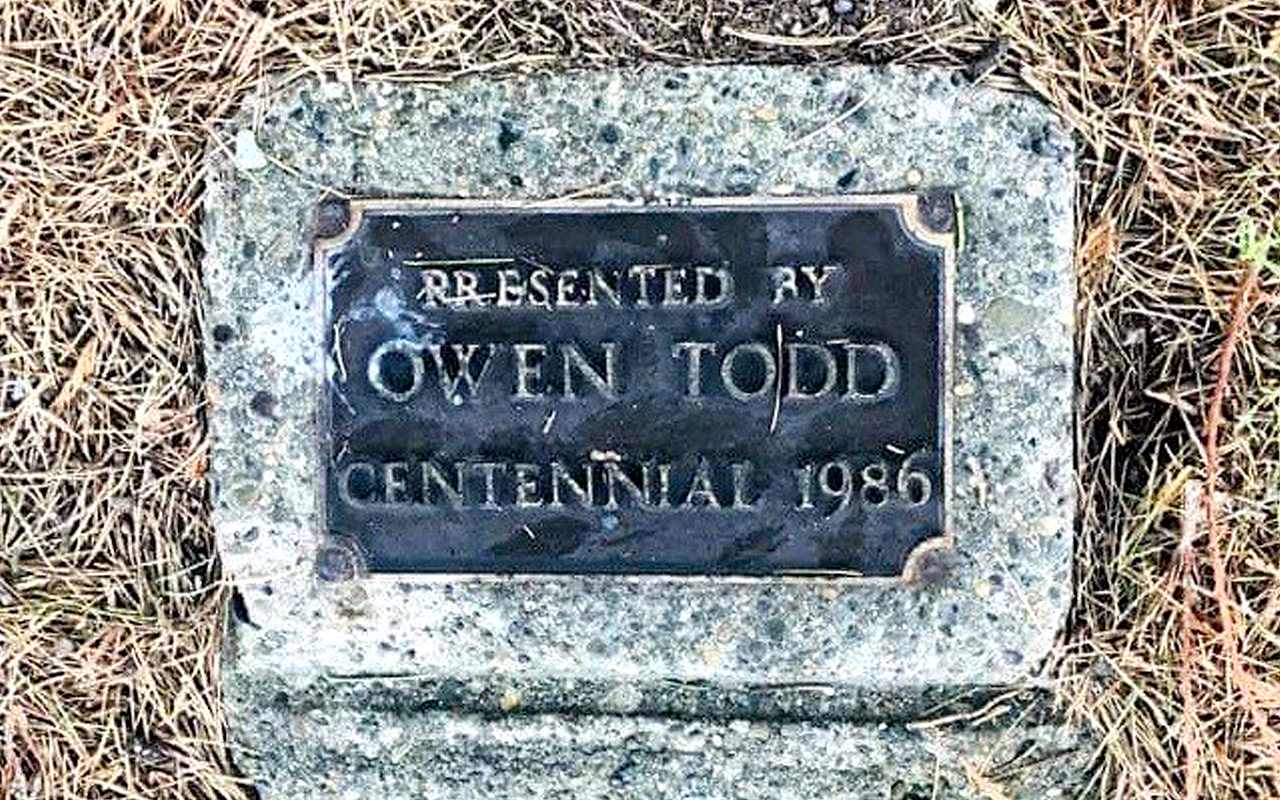 PRESENTED BY
OWEN TODD
CENTENNIAL 1986